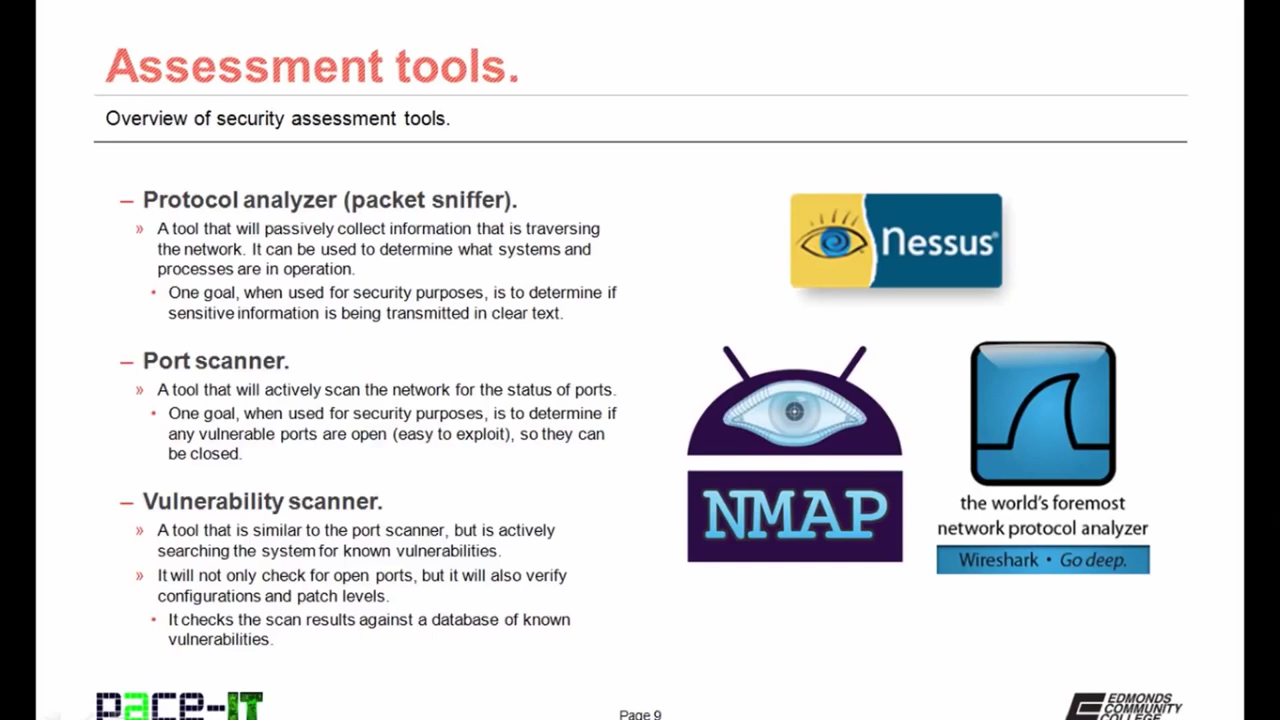 Assessment tools.
Overview of security assessment tools.
– Protocol analyzer (packet sniffer).
» A tool that will passively collect information that is traversing
the network. It can be used to determine what systems and
processes are in operation.
• One goal, when used for security purposes, is to determine if
sensitive information is being transmitted in clear text.
– Port scanner.
» A tool that will actively scan the network for the status of ports.
• One goal, when used for security purposes, is to determine if
any vulnerable ports are open (easy to exploit), so they can
be closed.
– Vulnerability scanner.
» A tool that is similar to the port scanner, but is actively
searching the system for known vulnerabilities.
» It will not only check for open ports, but it will also verify
configurations and patch levels.
• It checks the scan results against a database of known
vulnerabilities.
nessus®
NMAP
the world's foremost
network protocol analyzer
Wireshark • Go deep.
pace-IT
Page 9
EDMONDS
COMMUNITY
COLLEGE